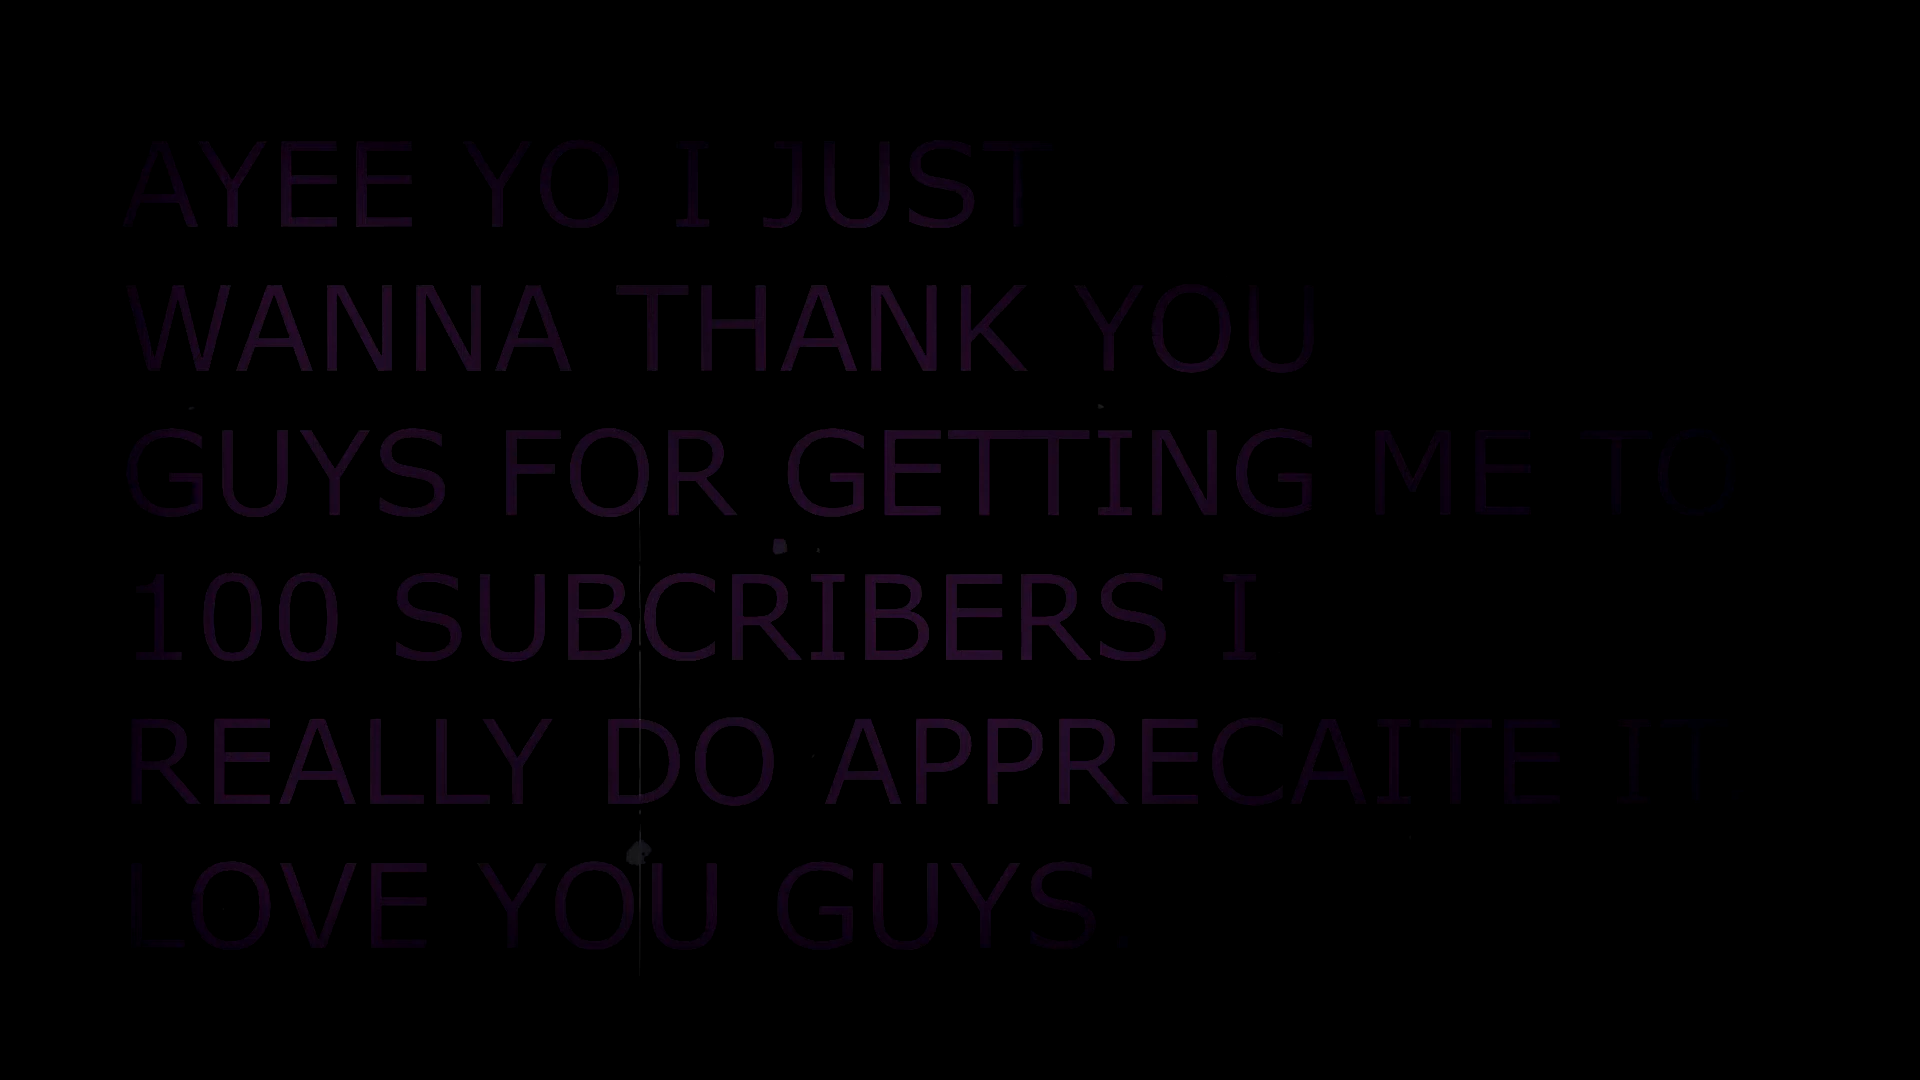 AYEE YO I JUST
WANNA THANK YOU
GUYS FOR GETTING ME TO
100 SUBCRIBERS I
REALLY DO APPRECAITE IT
LOVE YOU GUYS.